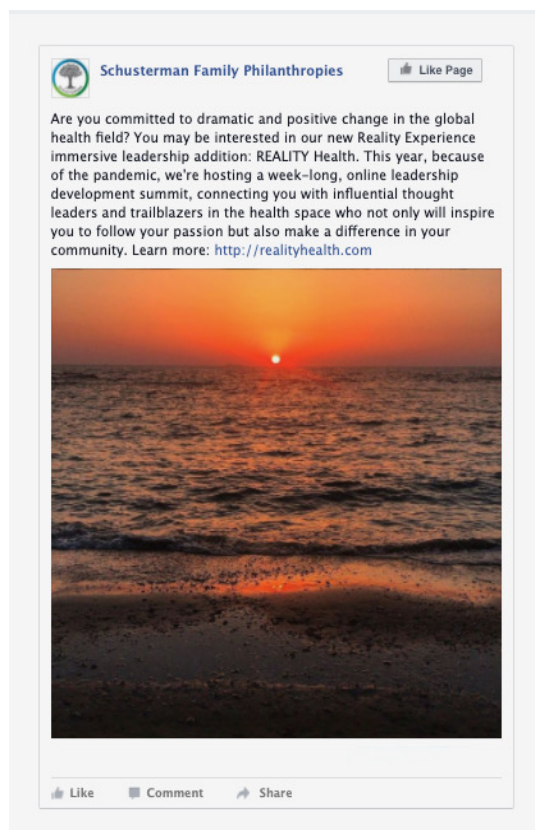 Schusterman Family Philanthropies
Like Page
Are you committed to dramatic and positive change in the global
health field? You may be interested in our new Reality Experience
immersive leadership addition: REALITY Health. This year, because
of the pandemic, we're hosting a week-long, online leadership
development summit, connecting you with influential thought
leaders and trailblazers in the health space who not only will inspire
you to follow your passion but also make a difference in your
community. Learn more: http://realityhealth.com
Like Comment Share